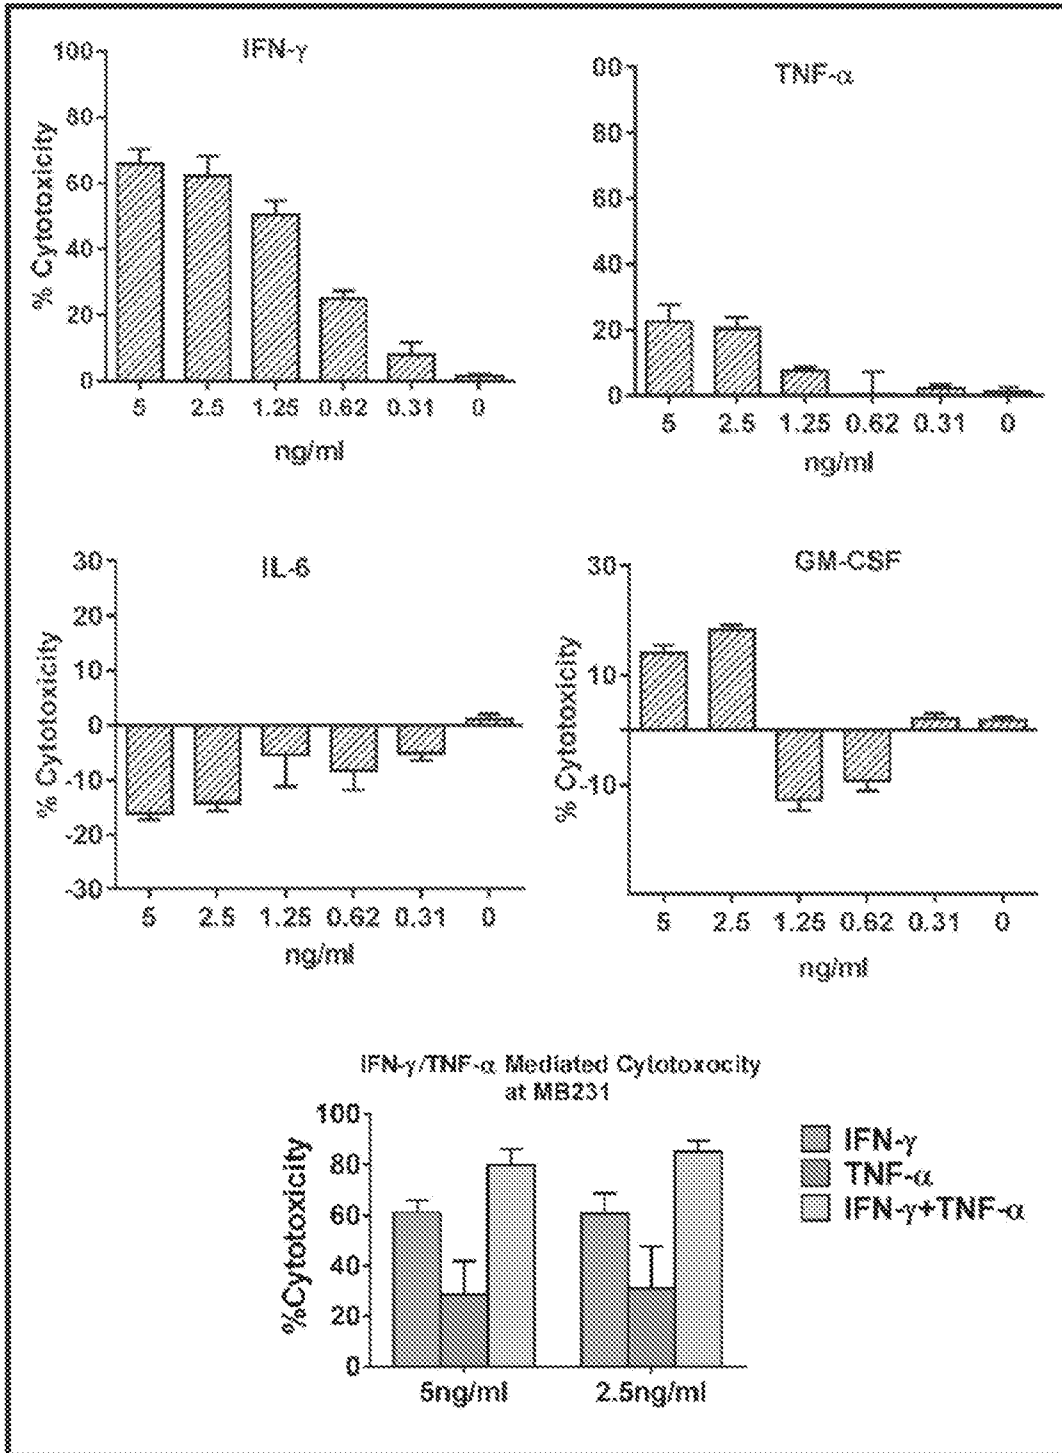 IFN-γ
100
80
60
40
20
0
% Cytotoxicity
5 2.5 1.25 0.62 0.31 0
ng/ml
TNF-α
00
80
60
40
20
0
5 2.5 1.25 0.62 0.31 0
ng/ml
IL-6
30
20
10
0
-10
-20
-30
% Cytotoxicity
5 2.5 1.25 0.62 0.31 0
ng/ml
GM-CSF
30
10
-10
% Cytotoxicity
5 2.5 1.25 0.62 0.31 0
ng/ml
IFN-γ/TNF-α Mediated Cytotoxocity
at MB231
100
80
60
40
20
0
%Cytotoxicity
5ng/ml 2.5ng/ml
IFN-γ
TNF-α
IFN-γ+TNF-α